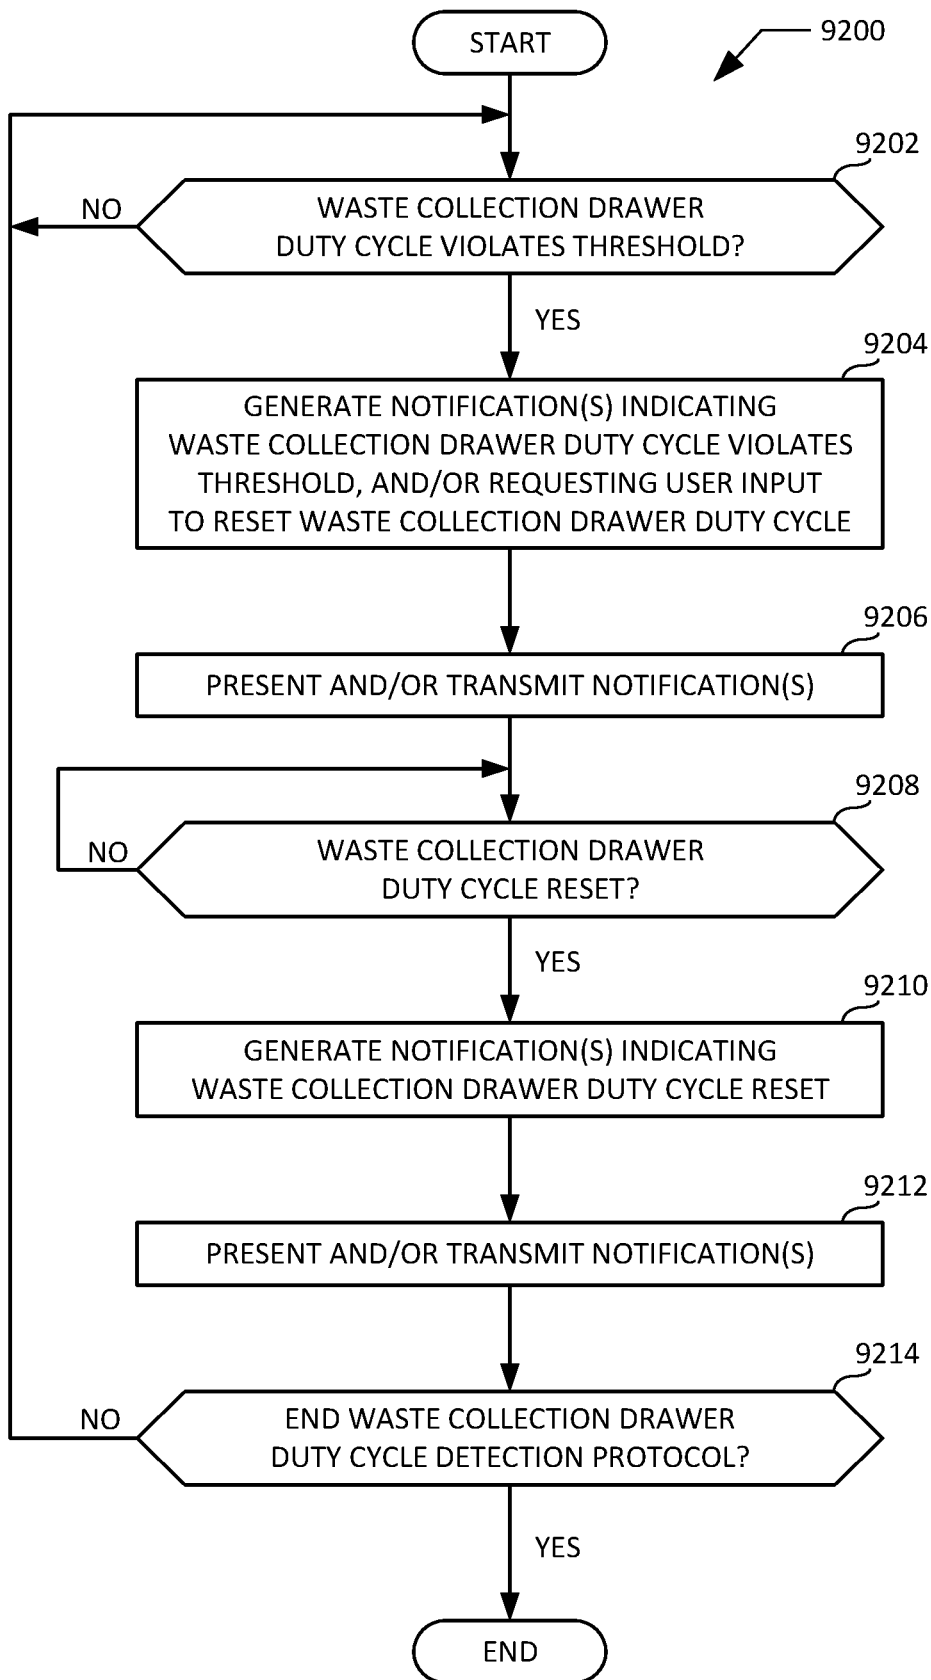 START
9200
9202
WASTE COLLECTION DRAWER
DUTY CYCLE VIOLATES THRESHOLD?
NO
YES
9204
GENERATE NOTIFICATION(S) INDICATING
WASTE COLLECTION DRAWER DUTY CYCLE VIOLATES
THRESHOLD, AND/OR REQUESTING USER INPUT
TO RESET WASTE COLLECTION DRAWER DUTY CYCLE
9206
PRESENT AND/OR TRANSMIT NOTIFICATION(S)
9208
WASTE COLLECTION DRAWER
DUTY CYCLE RESET?
NO
YES
9210
GENERATE NOTIFICATION(S) INDICATING
WASTE COLLECTION DRAWER DUTY CYCLE RESET
9212
PRESENT AND/OR TRANSMIT NOTIFICATION(S)
9214
END WASTE COLLECTION DRAWER
DUTY CYCLE DETECTION PROTOCOL?
NO
YES
END